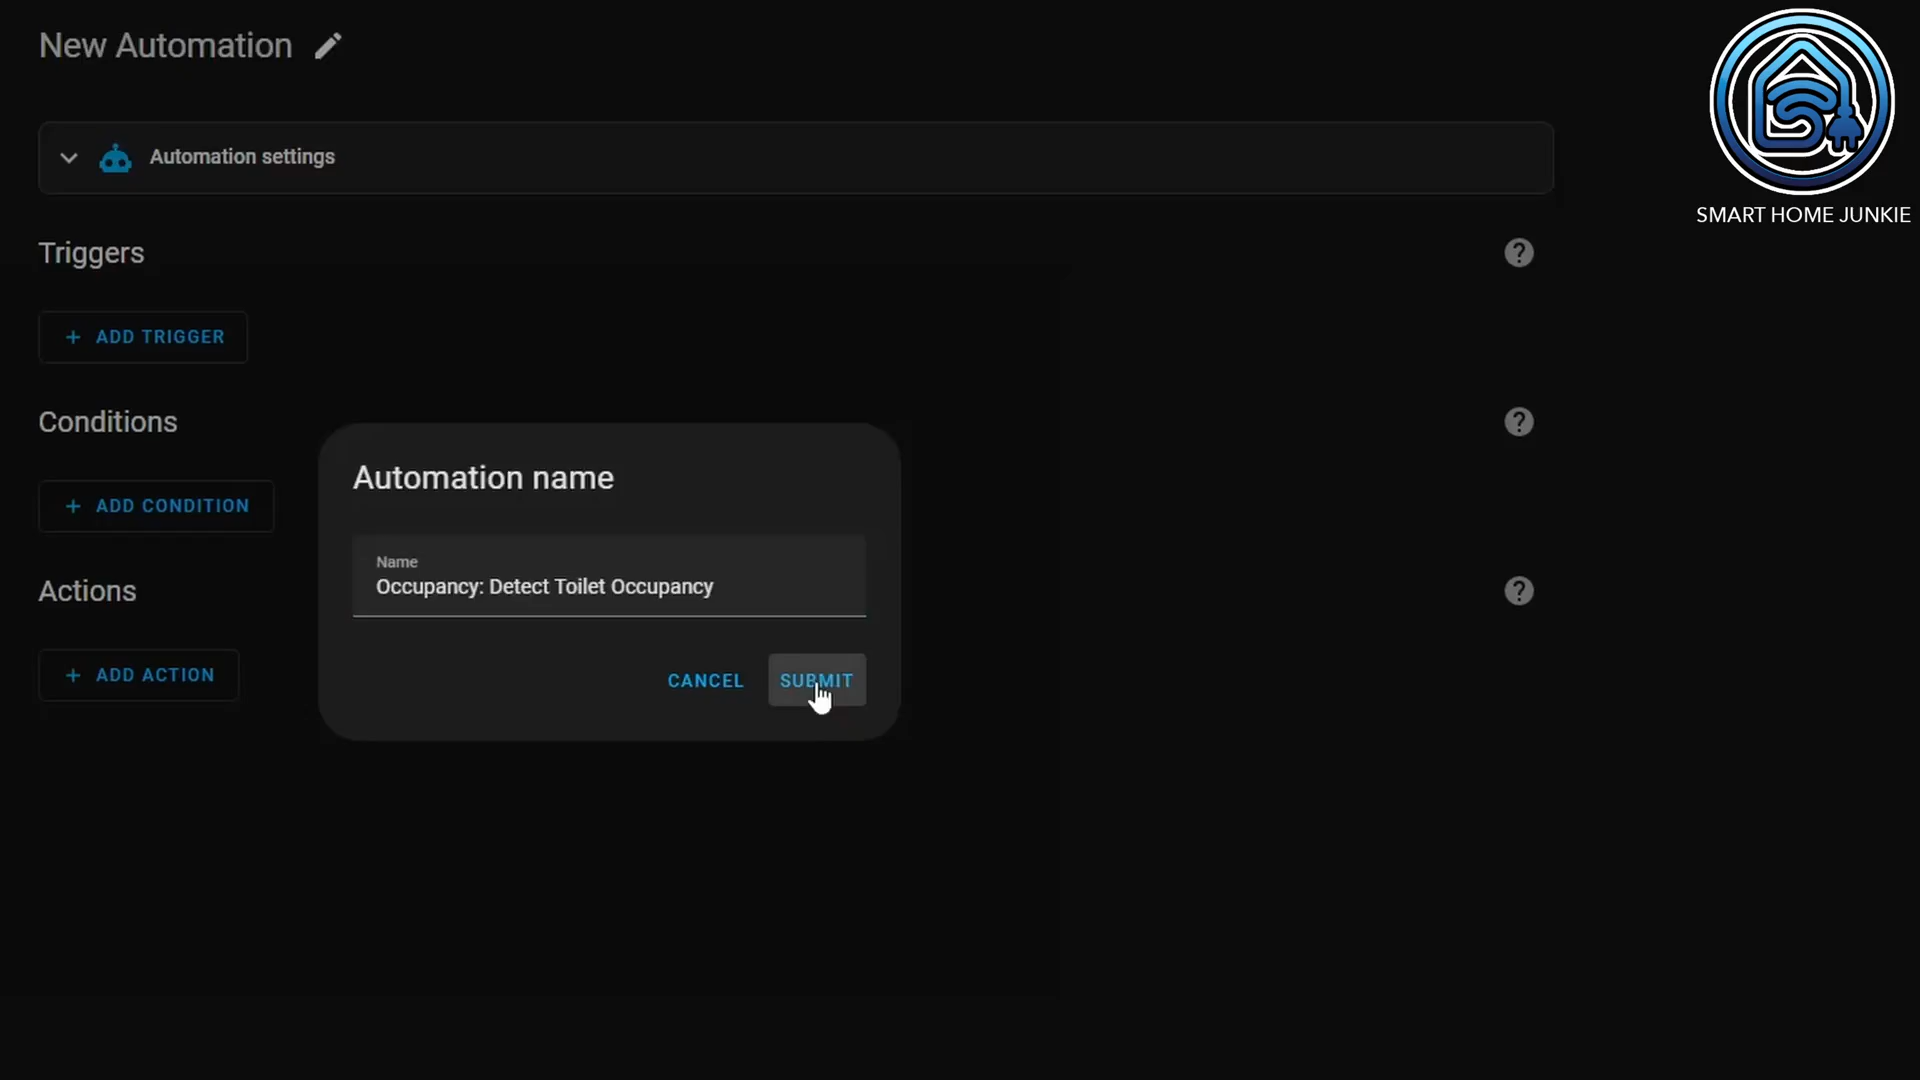 New Automation
SMART HOME JUNKIE
Automation settings
Triggers
ADD TRIGGER
Conditions
ADD CONDITION
Actions
ADD ACTION
Automation name
Name
Occupancy: Detect Toilet Occupancy
CANCEL SUBMIT